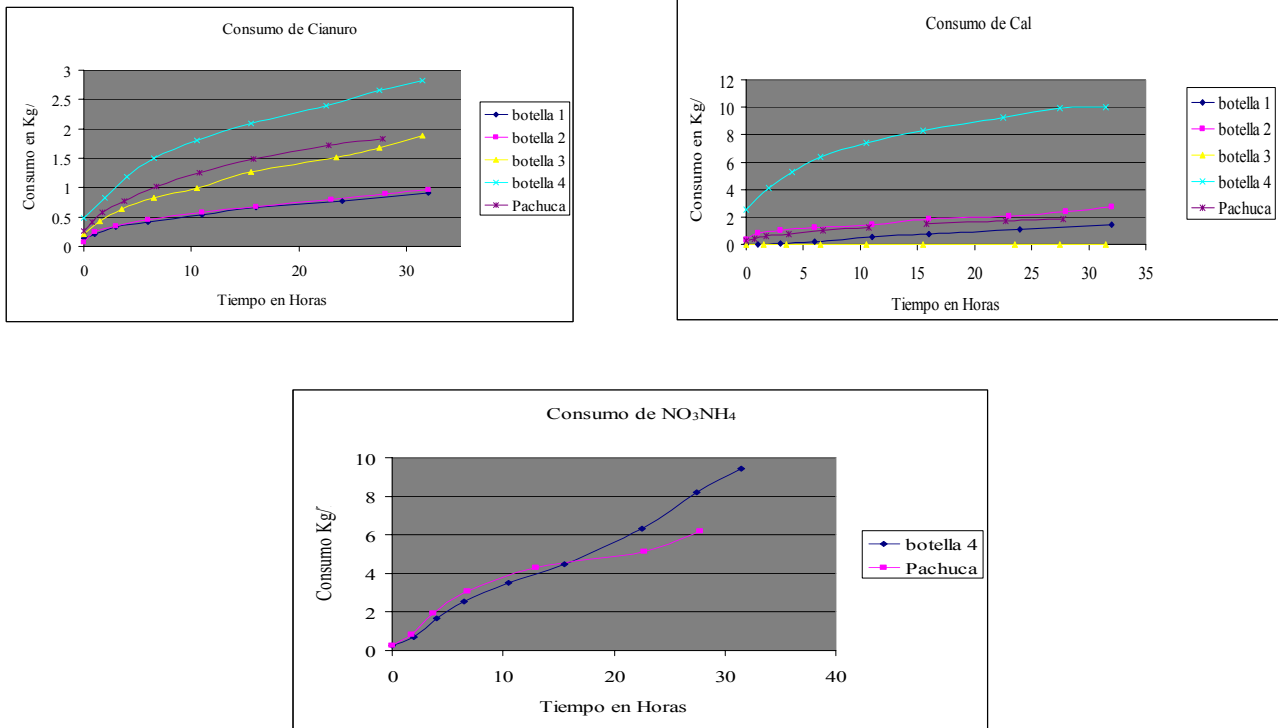 Consumo de Cianuro
Consumo en Kg/
3
2.5
2
1.5
1
0.5
0
0 10 20 30
Tiempo en Horas
botella 1
botella 2
botella 3
botella 4
Pachuca
Consumo de Cal
Consumo en Kg/
12
10
8
6
4
2
0
0 5 10 15 20 25 30 35
Tiempo en Horas
botella 1
botella 2
botella 3
botella 4
Pachuca
Consumo de NO₃NH₄
Consumo Kg/
10
8
6
4
2
0
0 10 20 30 40
Tiempo en Horas
botella 4
Pachuca